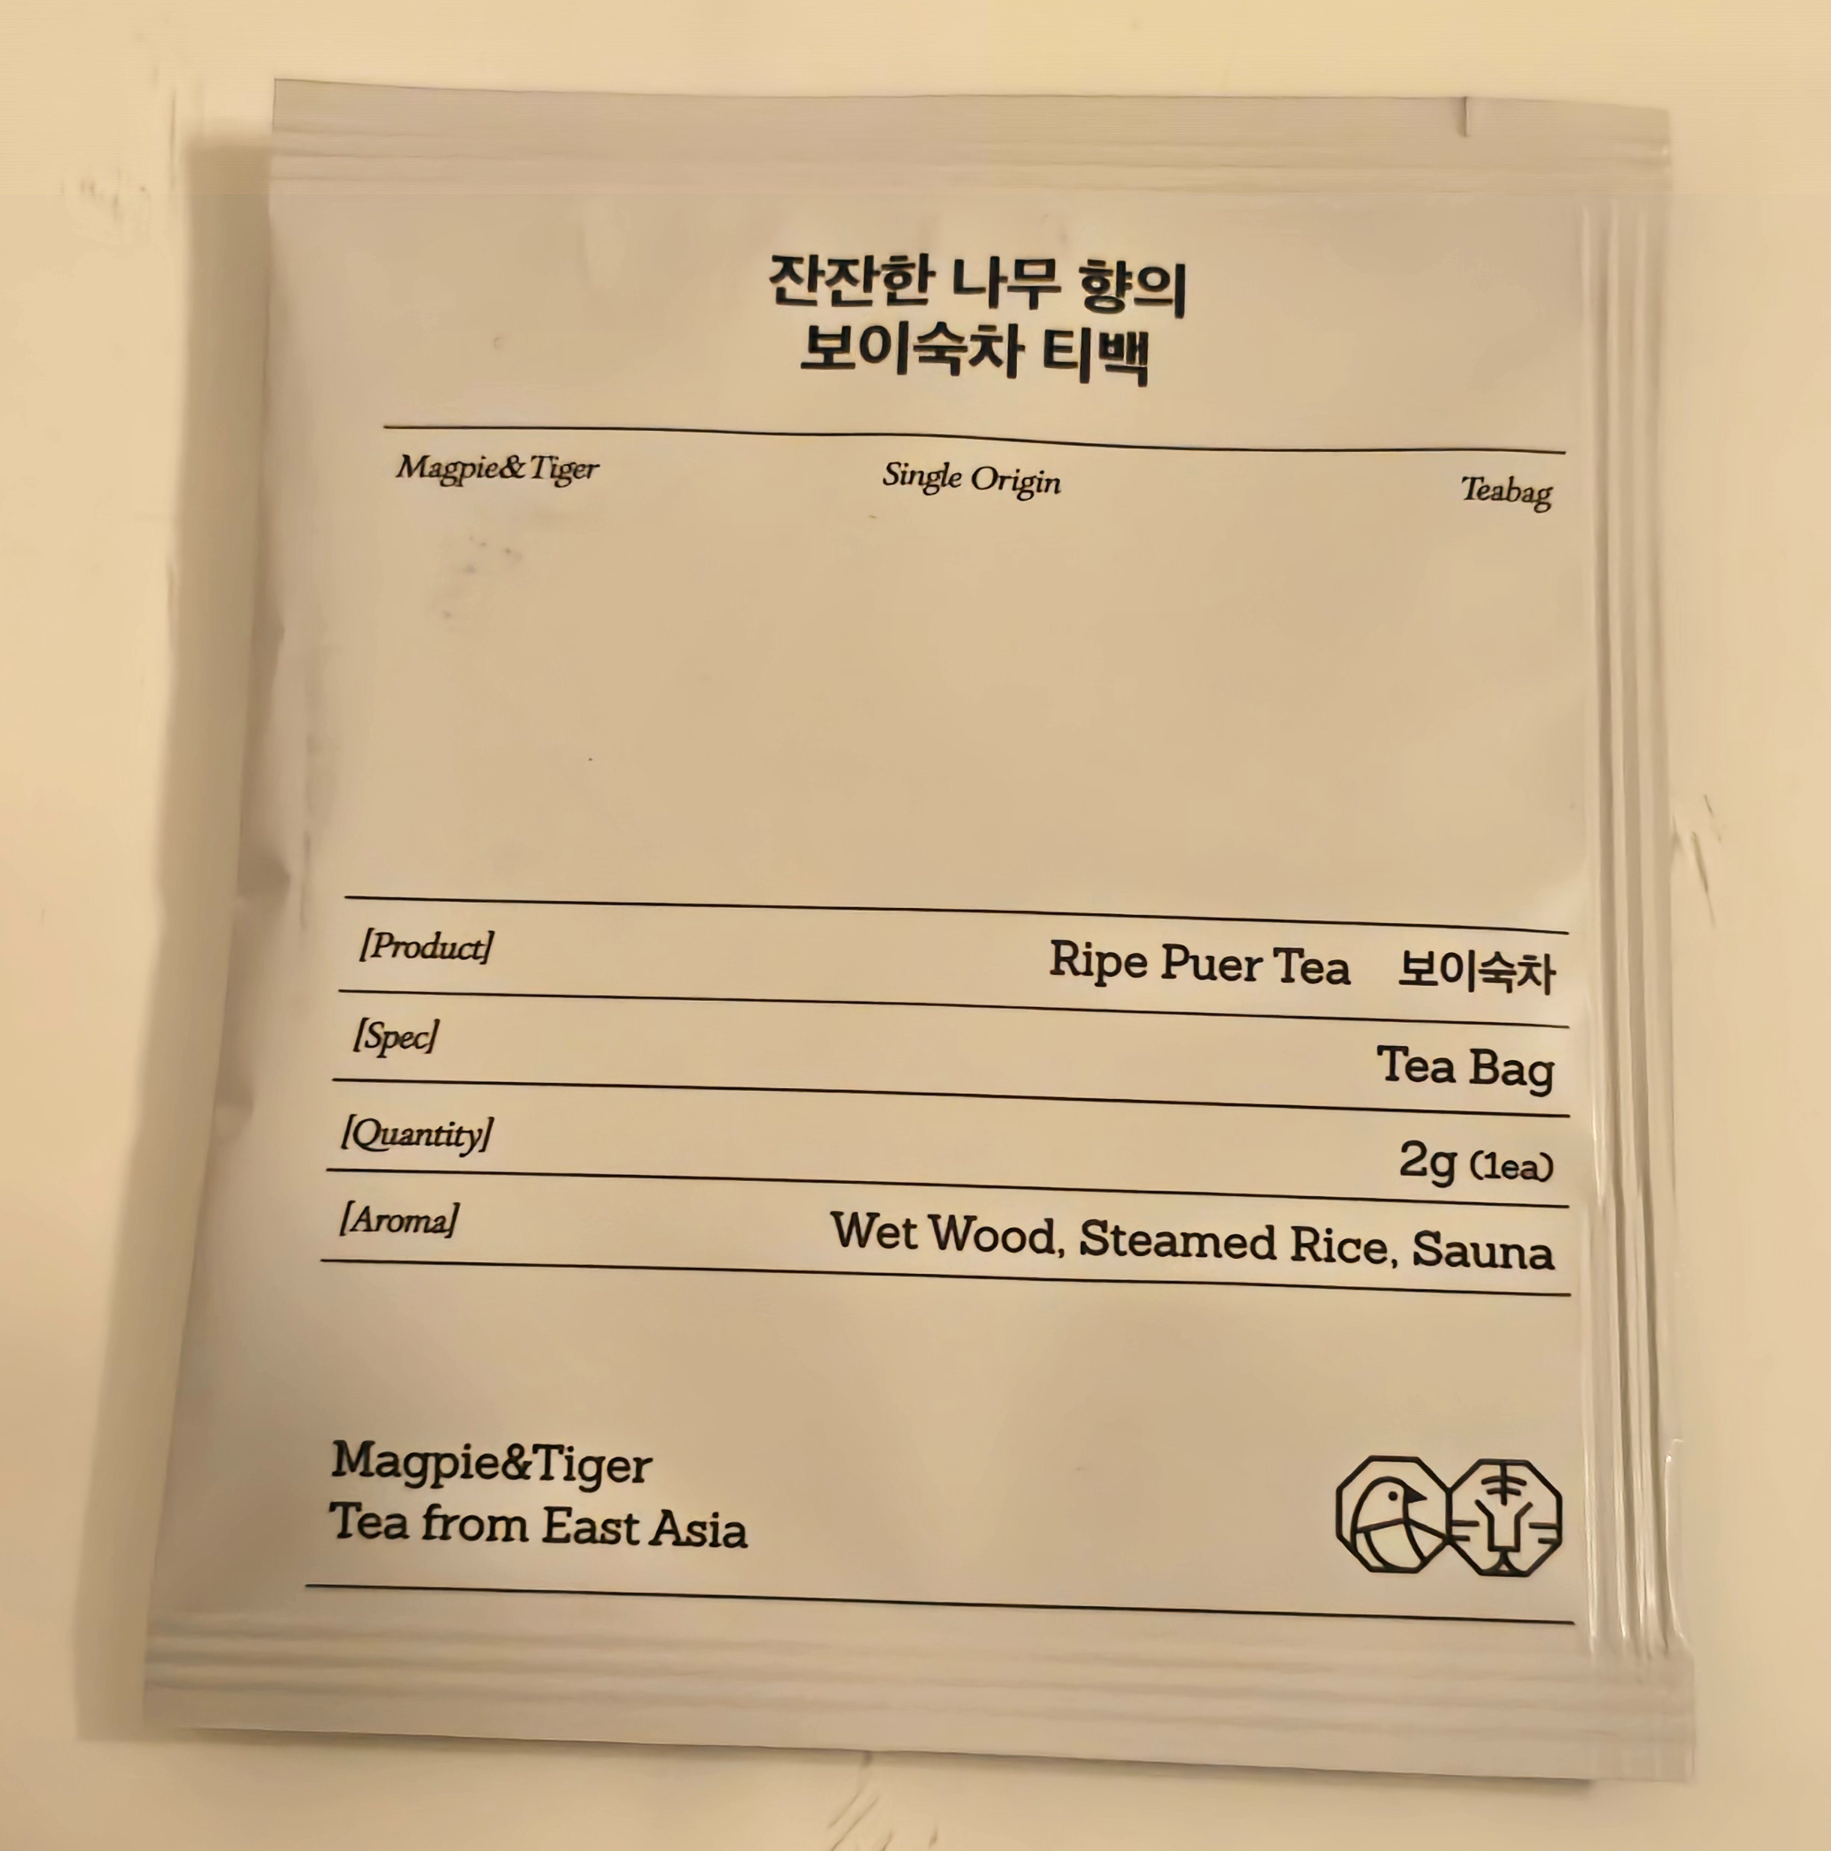 잔잔한 나무 향의
보이숙차 티백
Magpie&Tiger Single Origin Teabag
[Product] Ripe Puer Tea 보이숙차
[Spec] Tea Bag
[Quantity] 2g (1ea)
[Aroma] Wet Wood, Steamed Rice, Sauna
Magpie&Tiger
Tea from East Asia